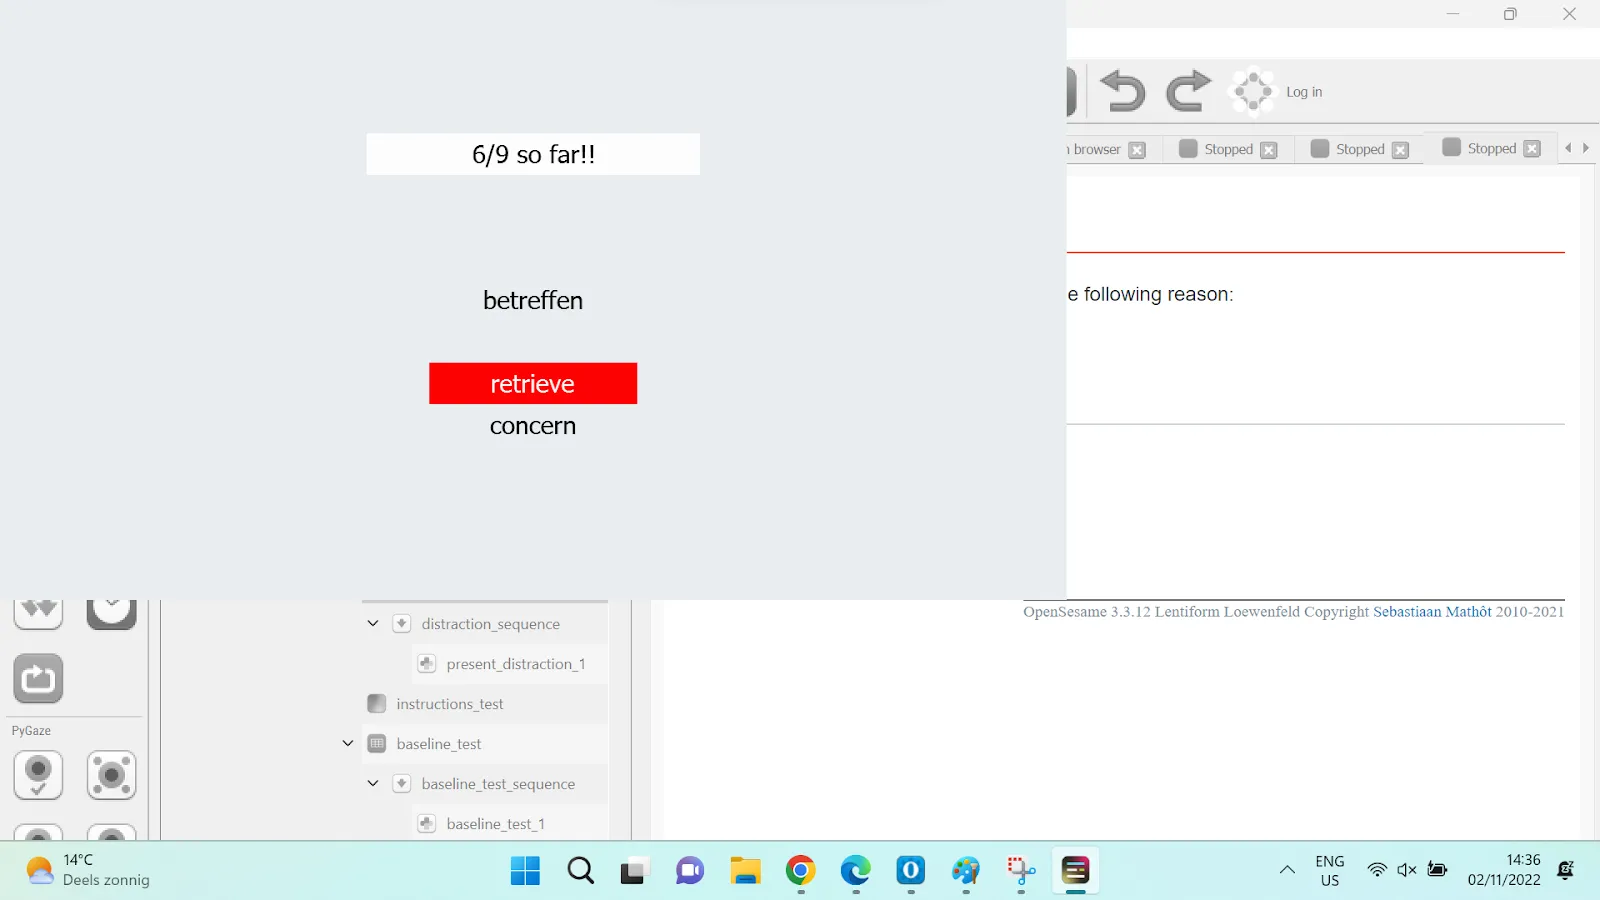 6/9 so far!!
betreffen
retrieve
concern
Log in
browser
Stopped
Stopped
Stopped
e following reason:
OpenSesame 3.3.12 Lentiform Loewenfeld Copyright Sebastiaan Mathôt 2010-2021
distraction_sequence
present_distraction_1
instructions_test
baseline_test
baseline_test_sequence
baseline_test_1
PyGaze
14°C
Deels zonnig
ENG
US
14:36
02/11/2022